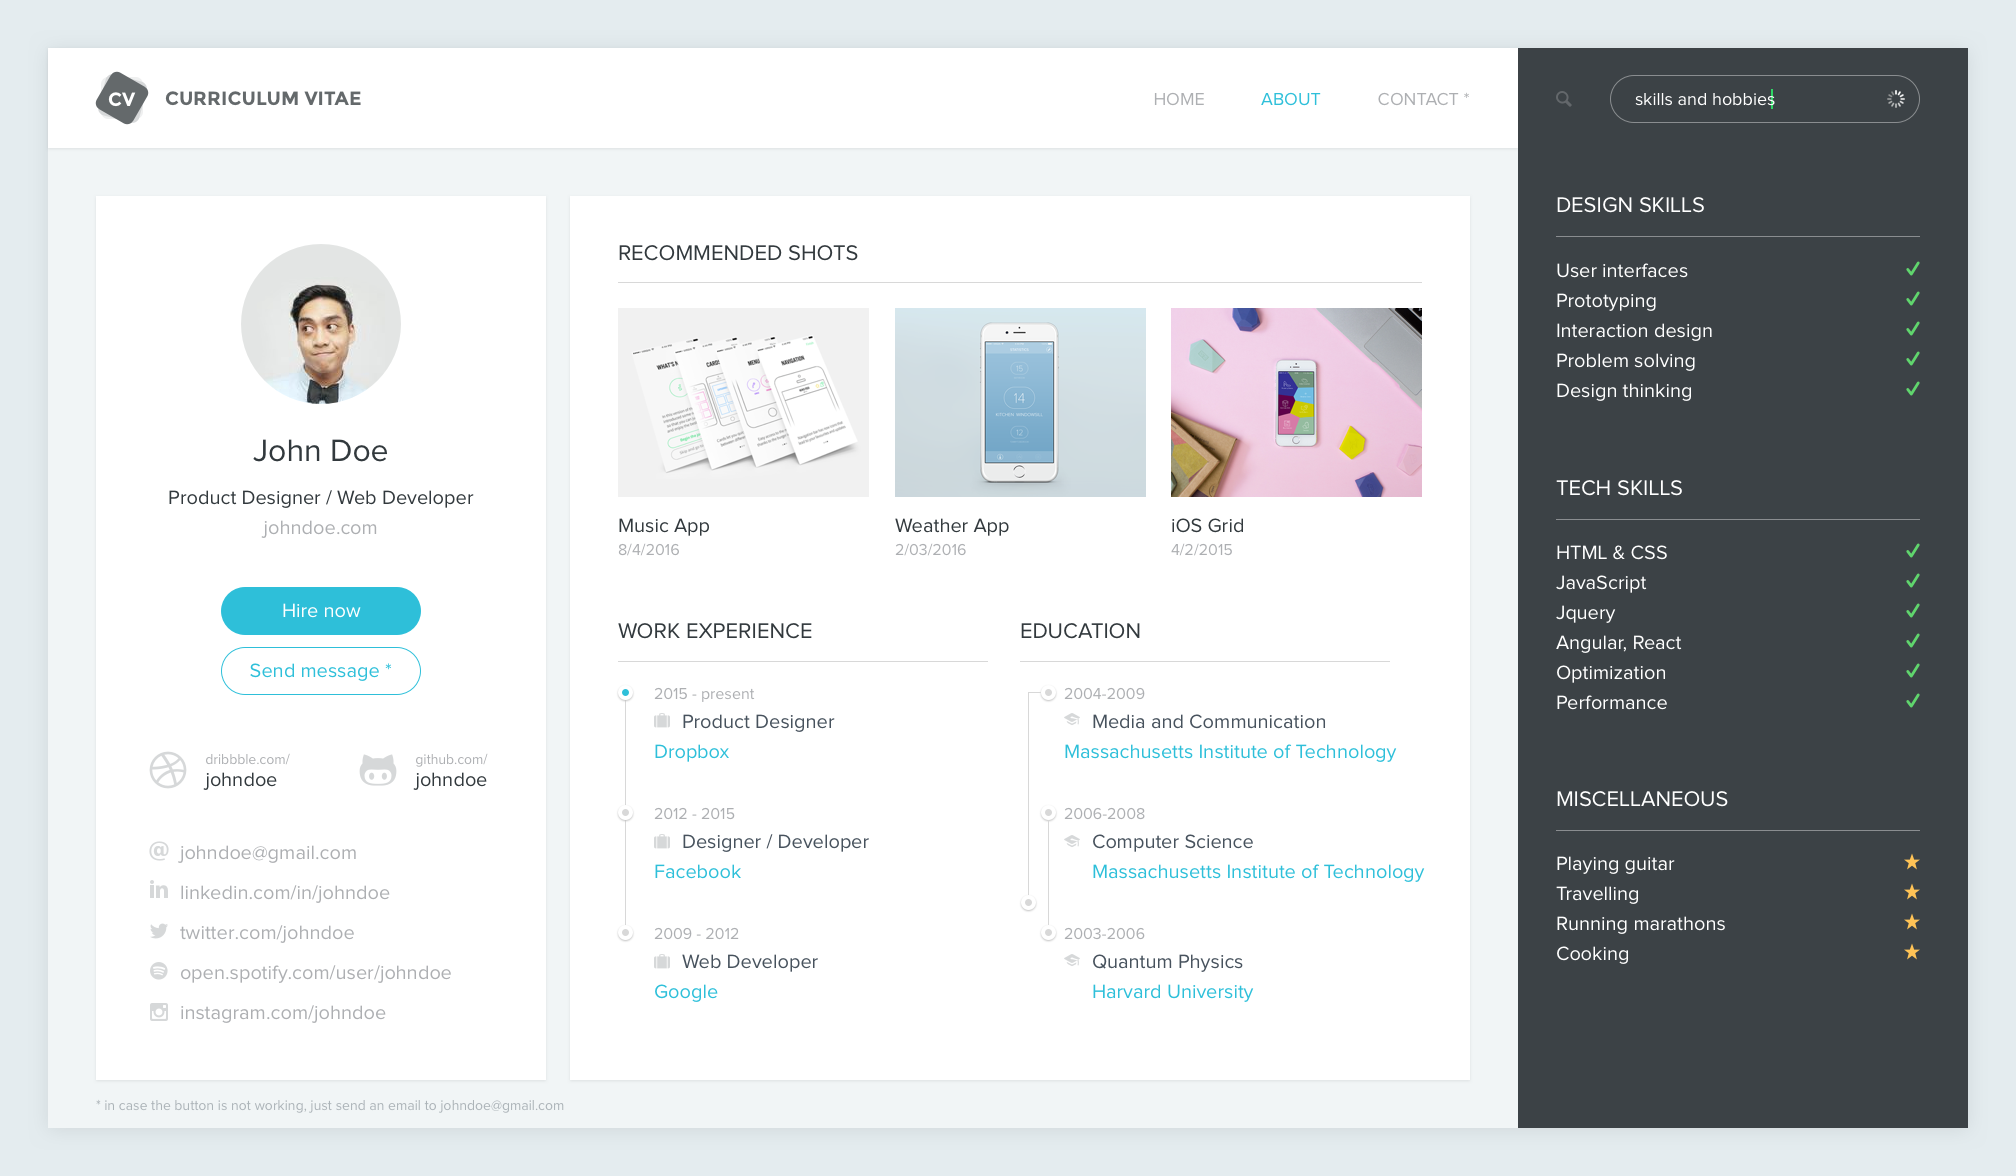 CV
CURRICULUM VITAE
HOME
ABOUT
CONTACT *
skills and hobbies
John Doe
Product Designer / Web Developer
johndoe.com
Hire now
Send message *
dribbble.com/
johndoe
github.com/
johndoe
johndoe@gmail.com
linkedin.com/in/johndoe
twitter.com/johndoe
open.spotify.com/user/johndoe
instagram.com/johndoe
RECOMMENDED SHOTS
MENU
NAVIGATION
15
14
12
Music App
8/4/2016
Weather App
2/03/2016
iOS Grid
4/2/2015
WORK EXPERIENCE
2015 - present
Product Designer
Dropbox
2012 - 2015
Designer / Developer
Facebook
2009 - 2012
Web Developer
Google
EDUCATION
2004-2009
Media and Communication
Massachusetts Institute of Technology
2006-2008
Computer Science
Massachusetts Institute of Technology
2003-2006
Quantum Physics
Harvard University
DESIGN SKILLS
User interfaces
Prototyping
Interaction design
Problem solving
Design thinking
TECH SKILLS
HTML & CSS
JavaScript
Jquery
Angular, React
Optimization
Performance
MISCELLANEOUS
Playing guitar
Travelling
Running marathons
Cooking
* in case the button is not working, just send an email to johndoe@gmail.com